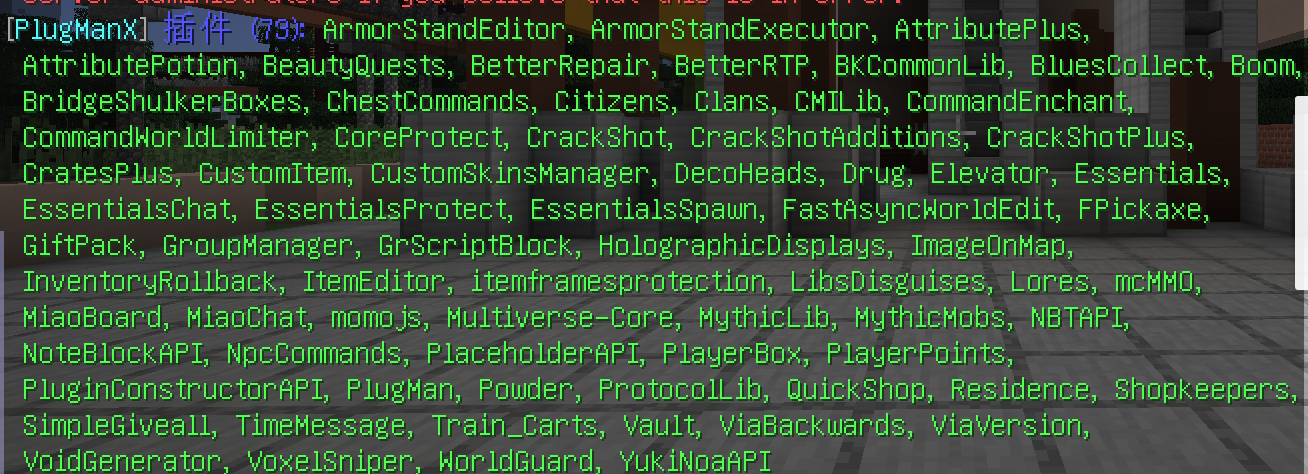 server administrators if you believe that this is in error.
[PlugManX] 插件 (73): ArmorStandEditor, ArmorStandExecutor, AttributePlus,
AttributePotion, BeautyQuests, BetterRepair, BetterRTP, BKCommonLib, BluesCollect, Boom,
BridgeShulkerBoxes, ChestCommands, Citizens, Clans, CMILib, CommandEnchant,
CommandWorldLimiter, CoreProtect, CrackShot, CrackShotAdditions, CrackShotPlus,
CratesPlus, CustomItem, CustomSkinsManager, DecoHeads, Drug, Elevator, Essentials,
EssentialsChat, EssentialsProtect, EssentialsSpawn, FastAsyncWorldEdit, FPickaxe,
GiftPack, GroupManager, GrScriptBlock, HolographicDisplays, ImageOnMap,
InventoryRollback, ItemEditor, itemframesprotection, LibsDisguises, Lores, mcMMO,
MiaoBoard, MiaoChat, momojs, Multiverse-Core, MythicLib, MythicMobs, NBTAPI,
NoteBlockAPI, NpcCommands, PlaceholderAPI, PlayerBox, PlayerPoints,
PluginConstructorAPI, PlugMan, Powder, ProtocolLib, QuickShop, Residence, Shopkeepers,
SimpleGiveall, TimeMessage, Train_Carts, Vault, ViaBackwards, ViaVersion,
VoidGenerator, VoxelSniper, WorldGuard, YukiNoaAPI